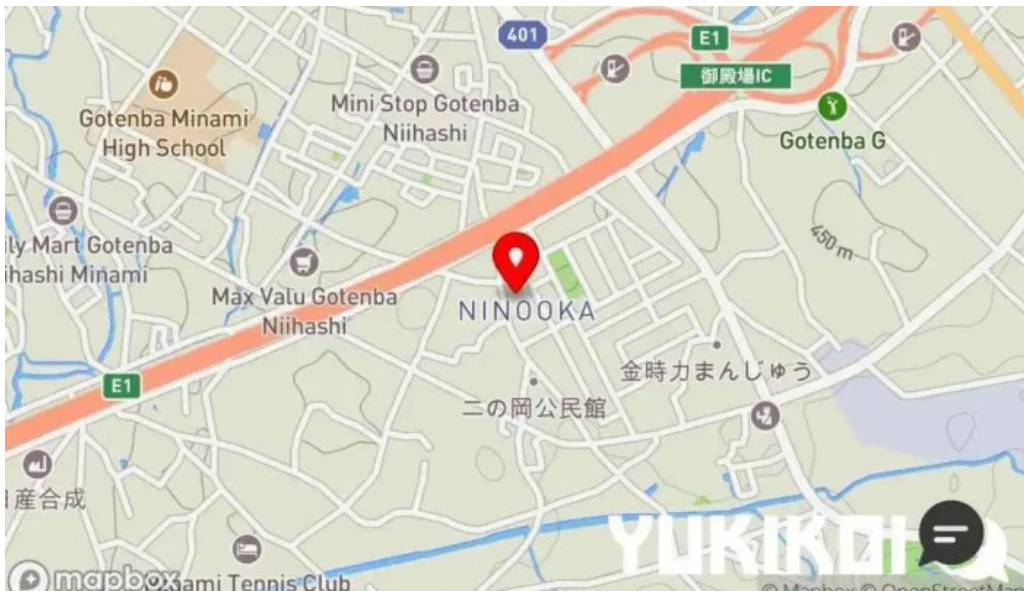 401
E1
御殿場IC
Mini Stop Gotenba
Niihashi
Gotenba Minami
High School
Gotenba G
ily Mart Gotenba
ihashi Minami
450 m
Max Valu Gotenba
Niihashi
NINOOKA
E1
金時力まんじゅう
二の岡公民館
産合成
YUKIKOI
mapbox
Tennis Club
© Mapbox © OpenStreetMap